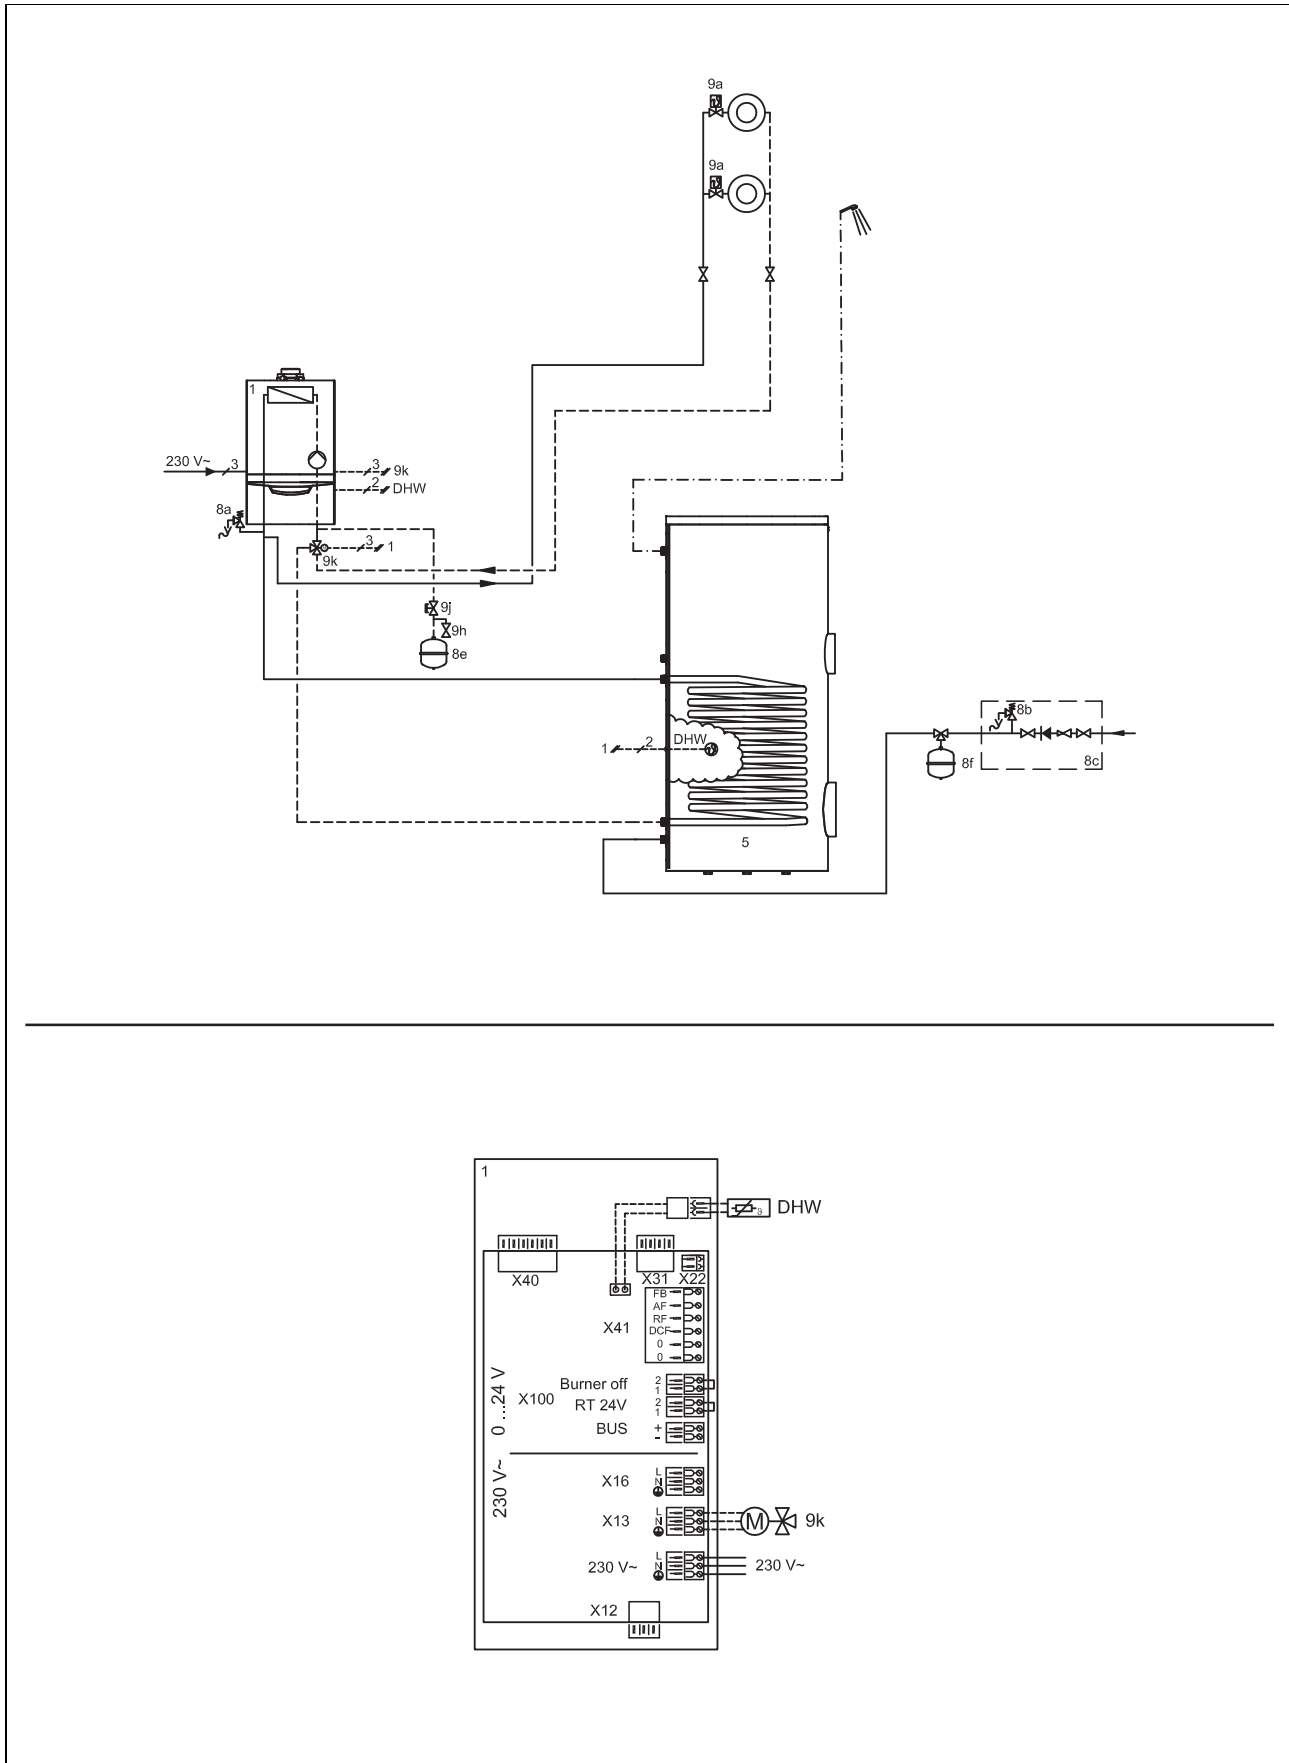 9a
9a
1
230 V~
3
3
9k
2
DHW
8a
3
1
9k
9j
9h
8e
DHW
1
2
8b
8f
8c
5
1
DHW
ϑ
X40
X31
X22
X41
FB
AF
RF
DCF
0
0
0 ...24 V
X100
Burner off
2
1
RT 24V
2
1
BUS
+
-
230 V~
X16
L
N
X13
L
N
M
9k
230 V~
L
N
230 V~
X12